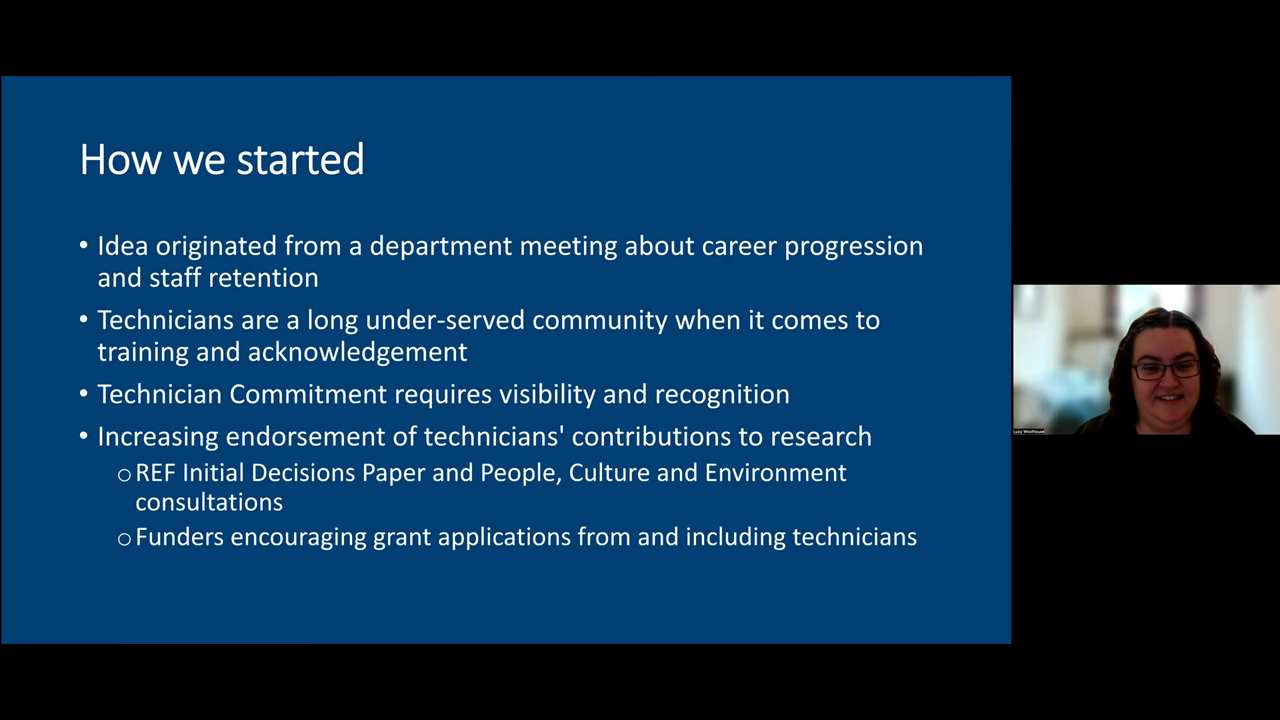 How we started
• Idea originated from a department meeting about career progression
and staff retention
• Technicians are a long under-served community when it comes to
training and acknowledgement
• Technician Commitment requires visibility and recognition
• Increasing endorsement of technicians' contributions to research
o REF Initial Decisions Paper and People, Culture and Environment
consultations
o Funders encouraging grant applications from and including technicians
Lucy Woolhouse